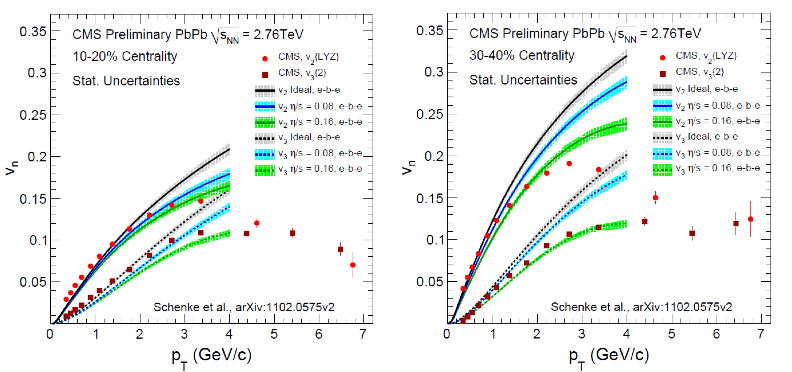 CMS Preliminary PbPb √sNN = 2.76TeV
10-20% Centrality
Stat. Uncertainties
CMS, v2{LYZ}
CMS, v3{2}
v2 Ideal, e-b-e
v2 η/s = 0.08, e-b-e
v2 η/s = 0.16, e-b-e
v3 Ideal, e-b-e
v3 η/s = 0.08, e-b-e
v3 η/s = 0.16, e-b-e
0.35
0.3
0.25
0.2
0.15
0.1
0.05
vn
Schenke et al., arXiv:1102.0575v2
0 1 2 3 4 5 6 7
pT (GeV/c)
CMS Preliminary PbPb √sNN = 2.76TeV
30-40% Centrality
Stat. Uncertainties
CMS, v2{LYZ}
CMS, v3{2}
v2 Ideal, e-b-e
v2 η/s = 0.08, e-b-e
v2 η/s = 0.16, e-b-e
v3 Ideal, e-b-e
v3 η/s = 0.08, e-b-e
v3 η/s = 0.16, e-b-e
0.35
0.3
0.25
0.2
0.15
0.1
0.05
vn
Schenke et al., arXiv:1102.0575v2
0 1 2 3 4 5 6 7
pT (GeV/c)